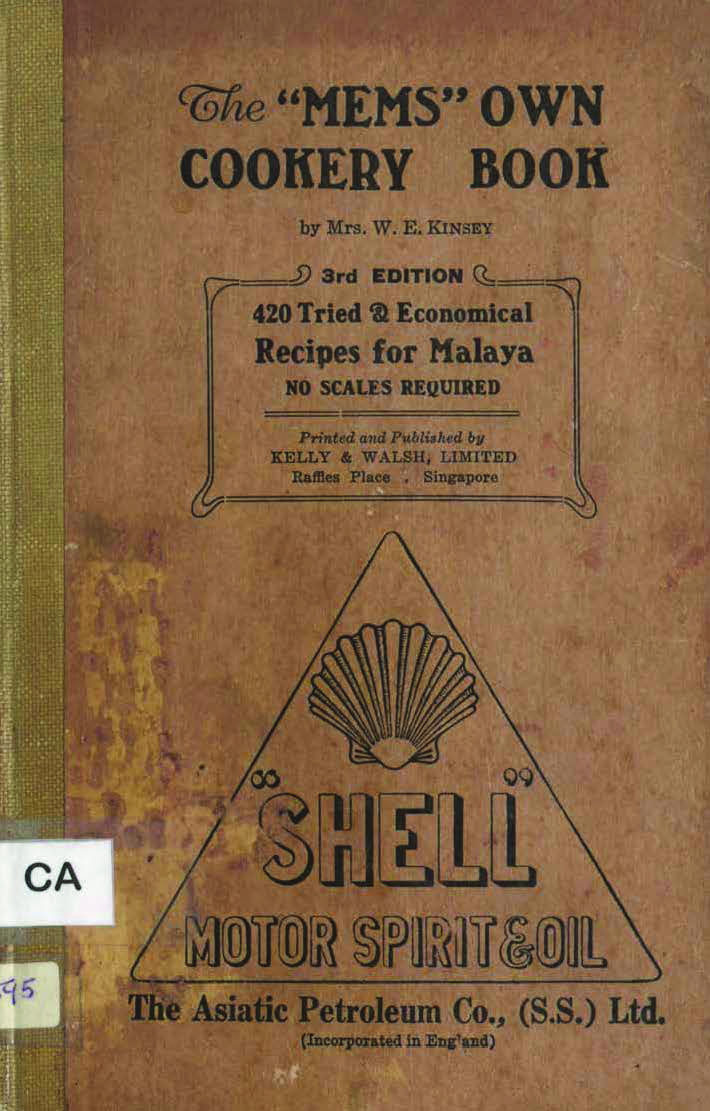 The “MEMS” OWN
COOKERY BOOK
by Mrs. W. E. KINSEY
3rd EDITION
420 Tried & Economical
Recipes for Malaya
NO SCALES REQUIRED
Printed and Published by
KELLY & WALSH, LIMITED
Raffles Place , Singapore
“SHELL”
MOTOR SPIRIT & OIL
CA
95
The Asiatic Petroleum Co., (S.S.) Ltd.
(Incorporated in England)